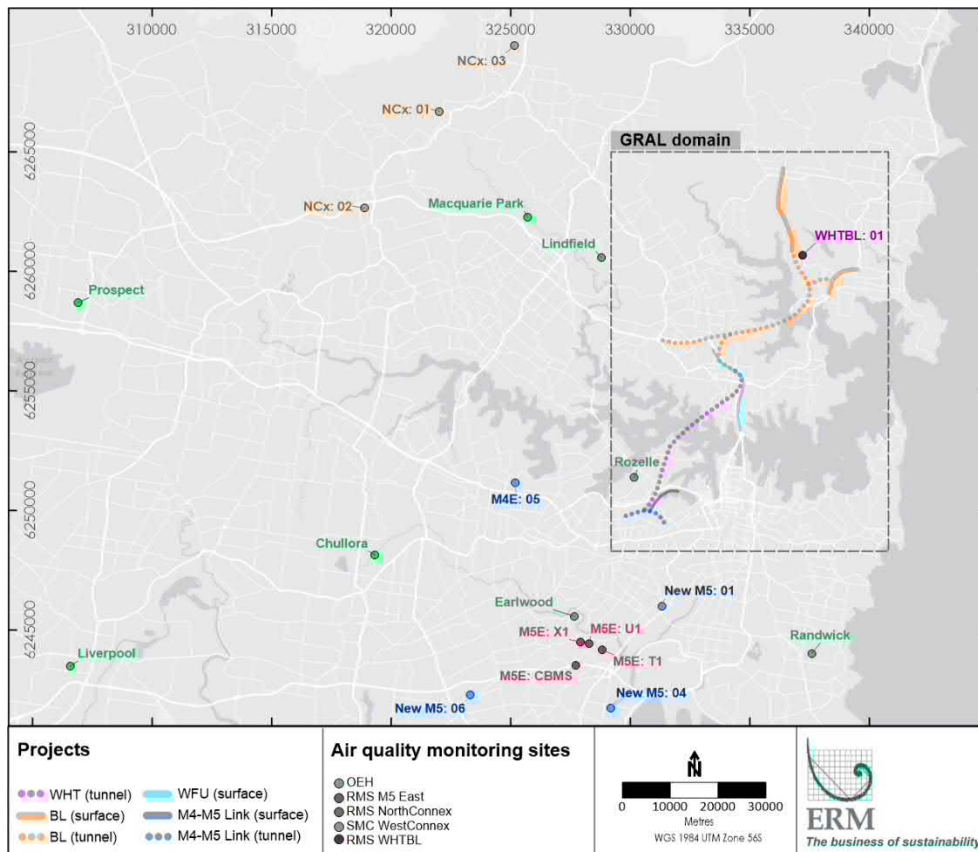 310000 315000 320000 325000 330000 335000 340000
NCx: 03
NCx: 01
6265000
GRAL domain
NCx: 02
Macquarie Park
WHTBL: 01
Lindfield
6260000
Prospect
6255000
Rozelle
M4E: 05
6250000
Chullora
New M5: 01
Earlwood
6245000
M5E: X1
M5E: U1
Randwick
M5E: T1
Liverpool
M5E: CBMS
New M5: 06
New M5: 04
Projects
WHT (tunnel)
BL (surface)
BL (tunnel)
WFU (surface)
M4-M5 Link (surface)
M4-M5 Link (tunnel)
Air quality monitoring sites
OEH
RMS M5 East
RMS NorthConnex
SMC WestConnex
RMS WHTBL
N
0 10000 15000 20000 30000
Metres
WGS 1984 UTM Zone 56S
ERM
The business of sustainability